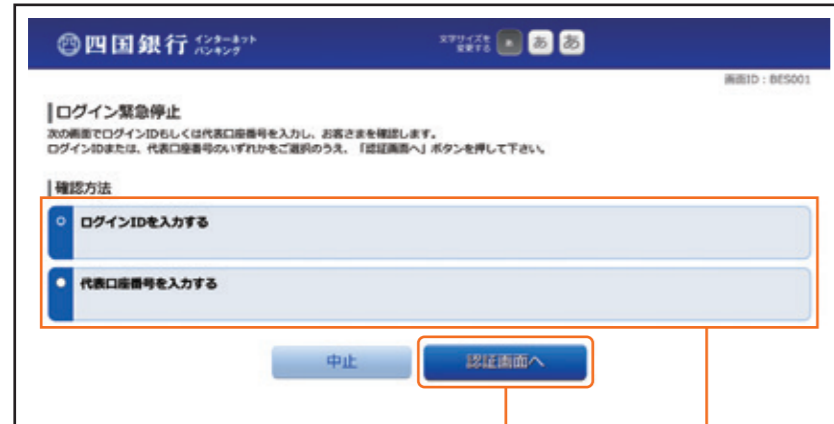 四国銀行 インターネットバンキング
文字サイズを変更する あ あ
画面ID:BES001
ログイン緊急停止
次の画面でログインIDもしくは代表口座番号を入力し、お客さまを確認します。
ログインIDまたは、代表口座番号のいずれかをご選択のうえ、「認証画面へ」ボタンを押して下さい。
確認方法
ログインIDを入力する
代表口座番号を入力する
中止 認証画面へ